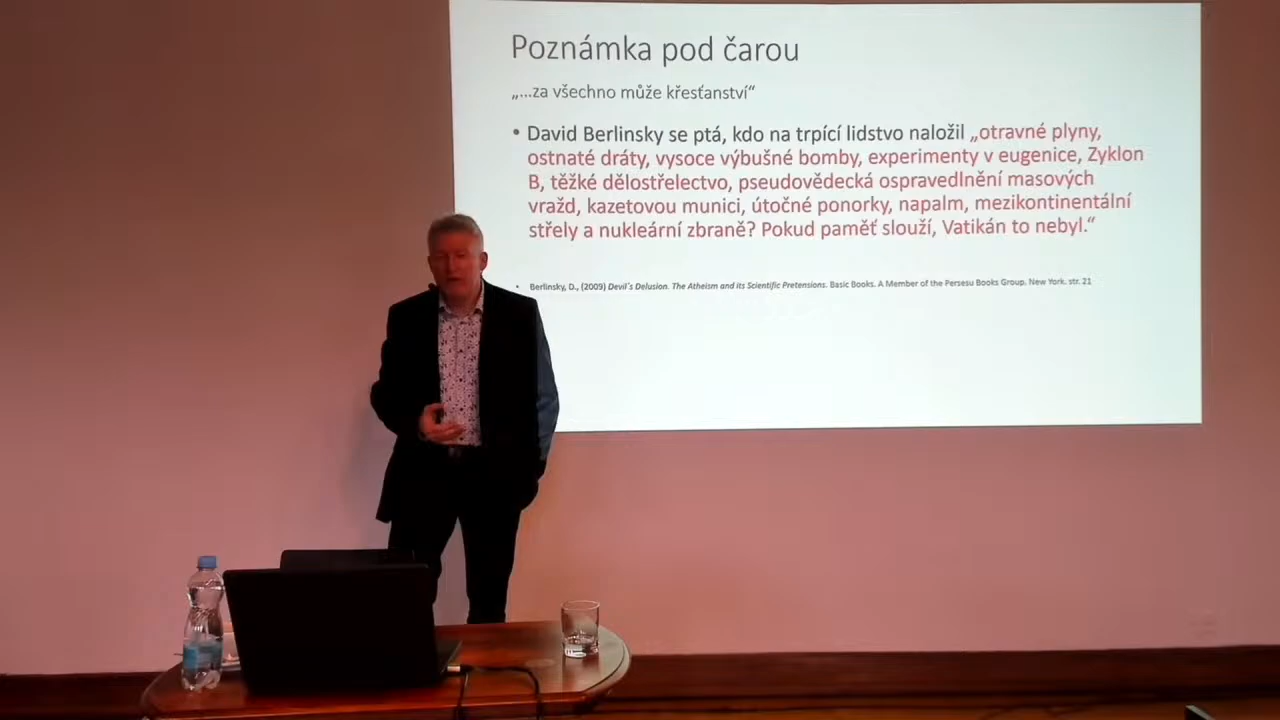 Poznámka pod čarou
„…za všechno může křesťanství“
• David Berlinsky se ptá, kdo na trpící lidstvo naložil „otravné plyny,
ostnaté dráty, vysoce výbušné bomby, experimenty v eugenice, Zyklon
B, těžké dělostřelectvo, pseudovědecká ospravedlnění masových
vražd, kazetovou munici, útočné ponorky, napalm, mezikontinentální
střely a nukleární zbraně? Pokud paměť slouží, Vatikán to nebyl.“
• Berlinsky, D., (2009) Devil´s Delusion. The Atheism and its Scientific Pretensions. Basic Books. A Member of the Persesu Books Group. New York. str. 21